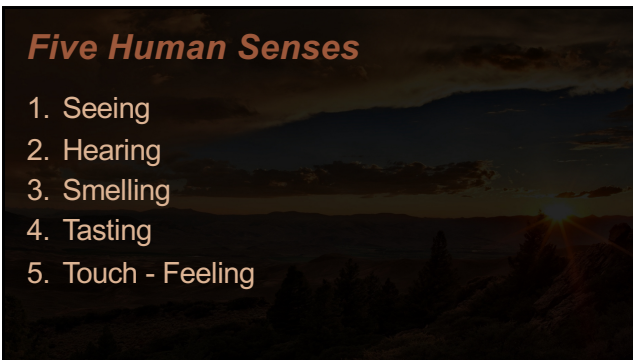 Five Human Senses
1. Seeing
2. Hearing
3. Smelling
4. Tasting
5. Touch - Feeling